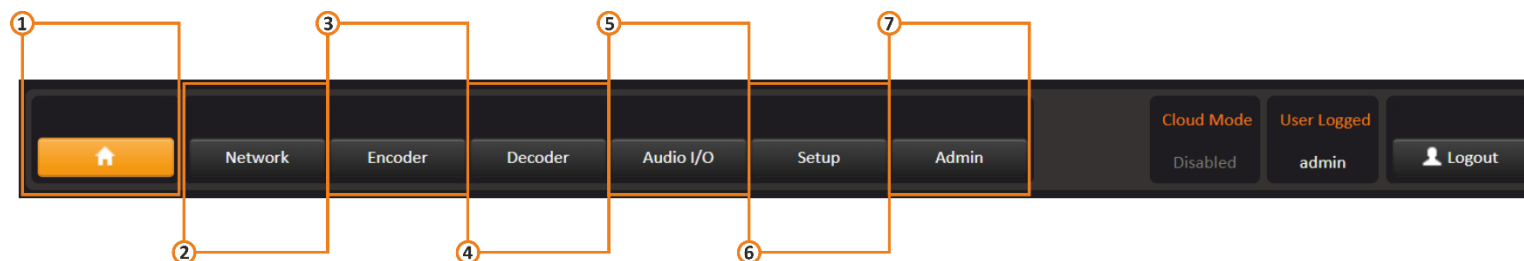 1 3 5 7
Cloud Mode User Logged
Network Encoder Decoder Audio I/O Setup Admin Disabled admin Logout
2 4 6